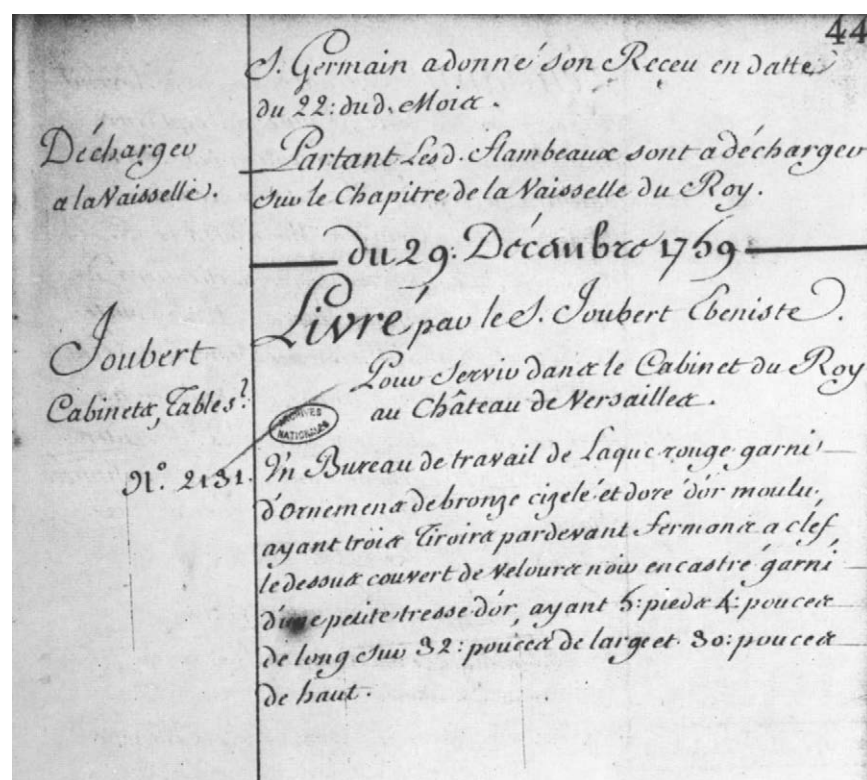 44
S. Germain a donné son Receu en datte
du 22: dud. Mois.
Décharger
a la Vaisselle.
Partant Lesd. flambeaux sont a décharger
sur le Chapitre de la Vaisselle du Roy.
du 29. Décembre 1759
Livré par le S. Joubert Ebeniste.
Joubert
Cabinets, Tables &.
Pour Servir dans le Cabinet du Roy
au Château de Versailles.
ARCHIVES
NATIONALES
N.º 2131.
Un Bureau de travail de Laque rouge garni
d'Ornemens de bronze cizelé et doré d'or moulu,
ayant trois Tiroirs pardevant fermans a clef,
le dessus couvert de velours noir encastré garni
d'une petite tresse d'or, ayant 5: pieds 4: pouces
de long sur 32: pouces de large et 30: pouces
de haut.